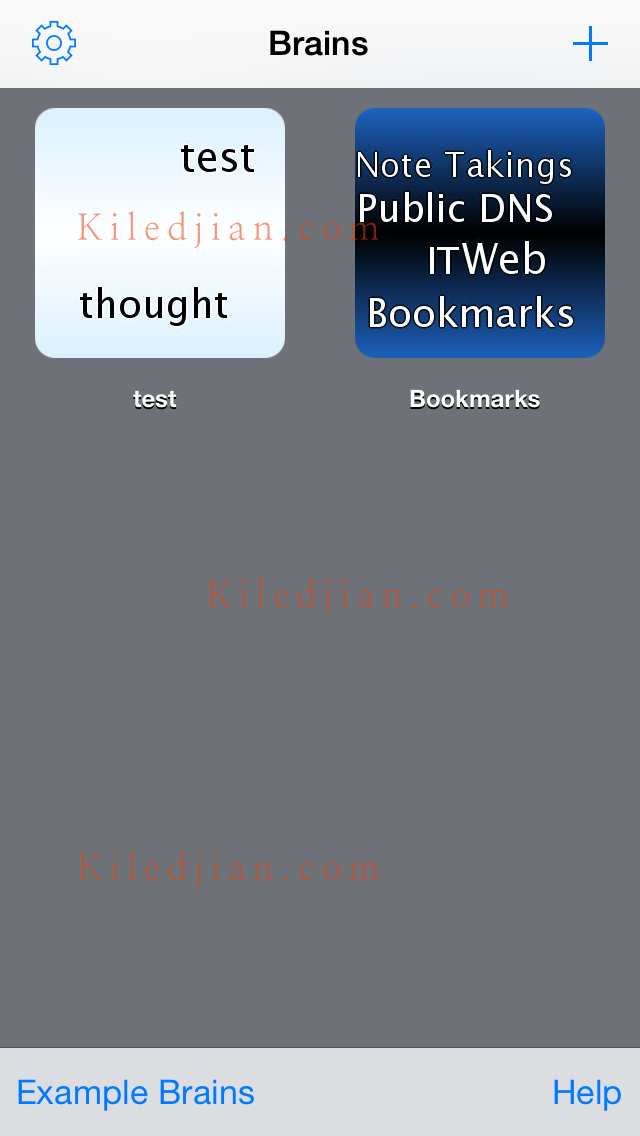 Brains
test
thought
Note Takings
Public DNS
ITWeb
Bookmarks
Kiledjian.com
test
Bookmarks
Kiledjian.com
Kiledjian.com
Example Brains
Help